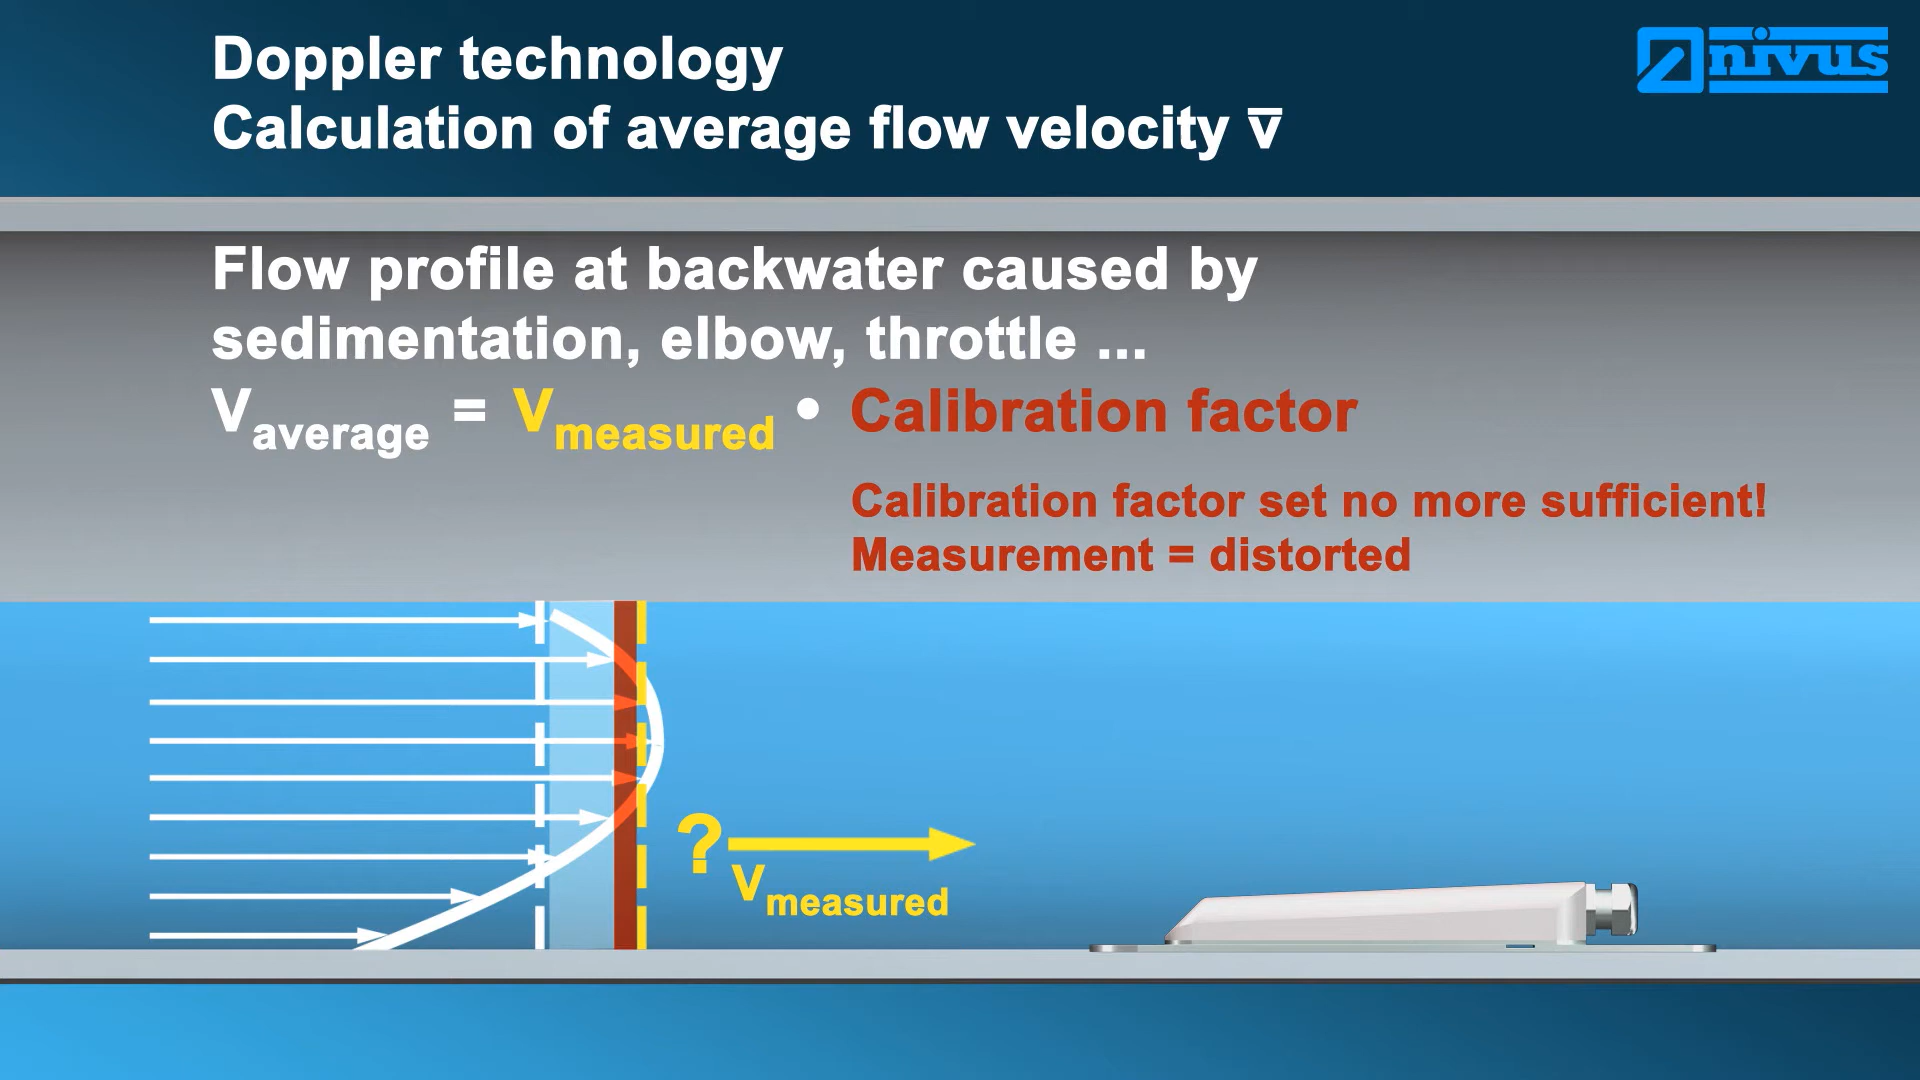 Doppler technology
nivus
Calculation of average flow velocity v̅
Flow profile at backwater caused by
sedimentation, elbow, throttle ...
Vaverage = Vmeasured • Calibration factor
Calibration factor set no more sufficient!
Measurement = distorted
?
Vmeasured